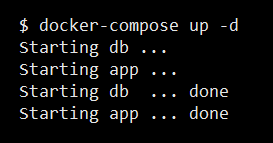 $ docker-compose up -d
Starting db ...
Starting app ...
Starting db  ... done
Starting app ... done